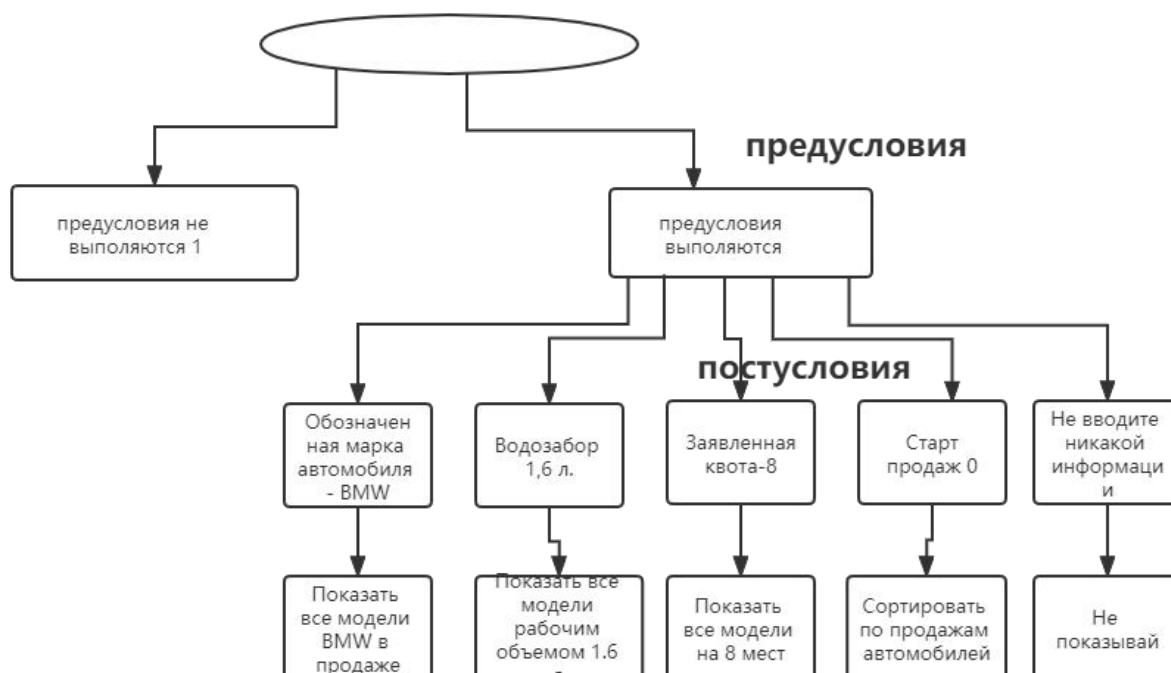 предусловия
предусловия не
выполяются 1
предусловия
выполяются
постусловия
Обозначен
ная марка
автомобиля
- BMW
Водозабор
1,6 л.
Заявленная
квота-8
Старт
продаж 0
Не вводите
никакой
информаци
и
Показать
все модели
BMW в
продаже
Показать все
модели
рабочим
объемом 1.6
Показать
все модели
на 8 мест
Сортировать
по продажам
автомобилей
Не
показывай